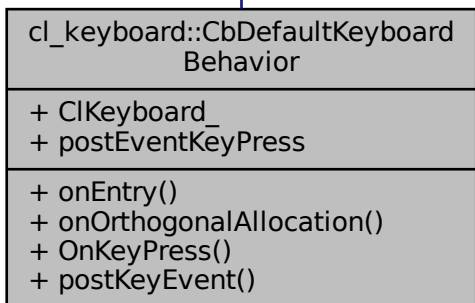 cl_keyboard::CbDefaultKeyboard
Behavior
+ ClKeyboard_
+ postEventKeyPress
+ onEntry()
+ onOrthogonalAllocation()
+ OnKeyPress()
+ postKeyEvent()